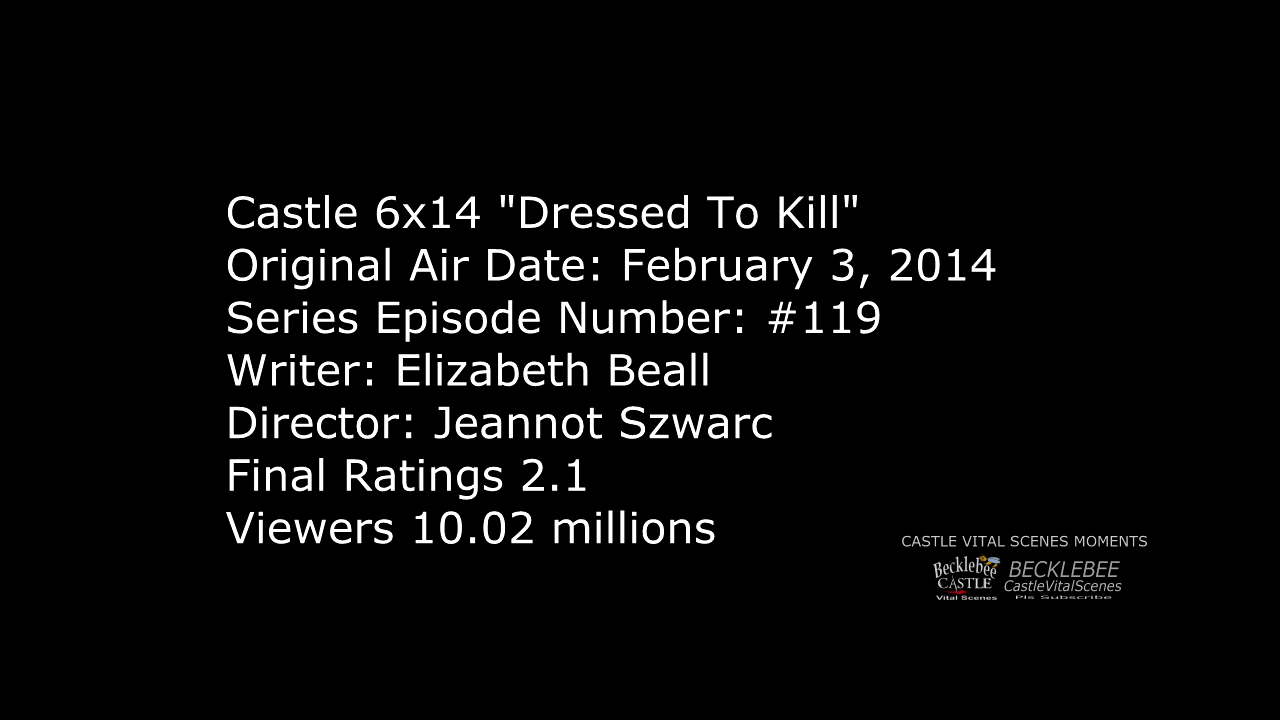 Castle 6x14 "Dressed To Kill"
Original Air Date: February 3, 2014
Series Episode Number: #119
Writer: Elizabeth Beall
Director: Jeannot Szwarc
Final Ratings 2.1
Viewers 10.02 millions
CASTLE VITAL SCENES MOMENTS
Becklebee
CASTLE
Vital Scenes
BECKLEBEE
CastleVitalScenes
Pls Subscribe